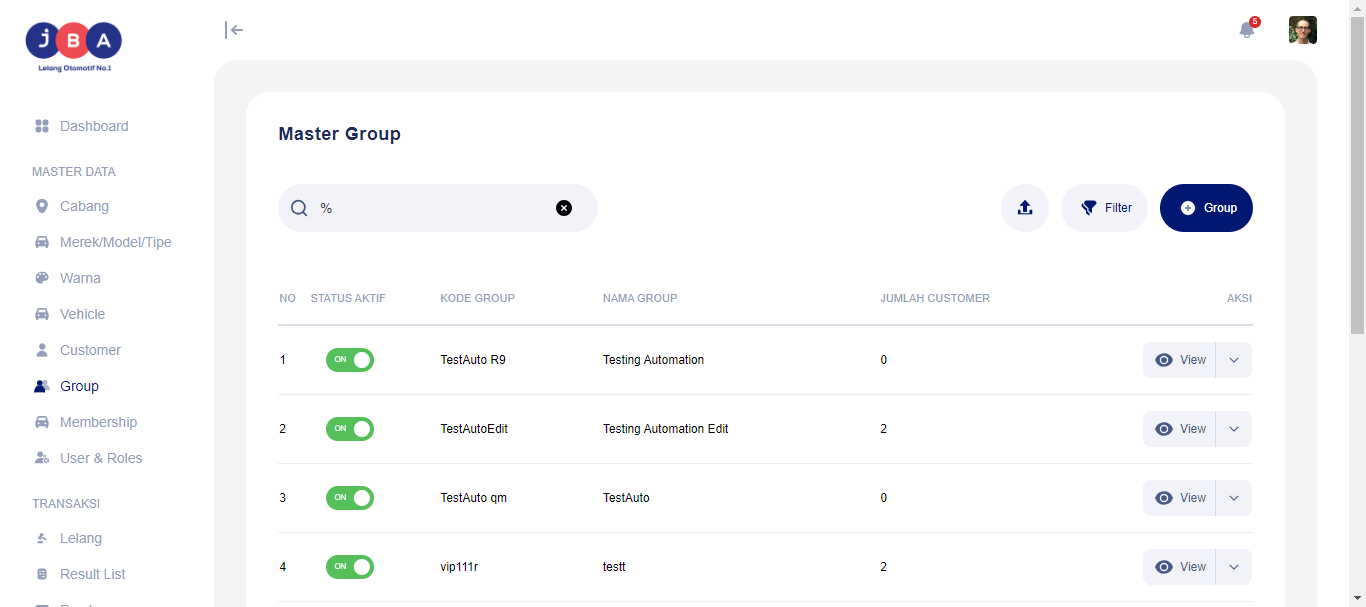 JBA
Lelang Otomotif No.1
5
Dashboard
MASTER DATA
Cabang
Merek/Model/Tipe
Warna
Vehicle
Customer
Group
Membership
User & Roles
TRANSAKSI
Lelang
Result List
Master Group
%
Filter
Group
NO STATUS AKTIF KODE GROUP NAMA GROUP JUMLAH CUSTOMER AKSI
1 ON TestAuto R9 Testing Automation 0 View
2 ON TestAutoEdit Testing Automation Edit 2 View
3 ON TestAuto qm TestAuto 0 View
4 ON vip111r testt 2 View